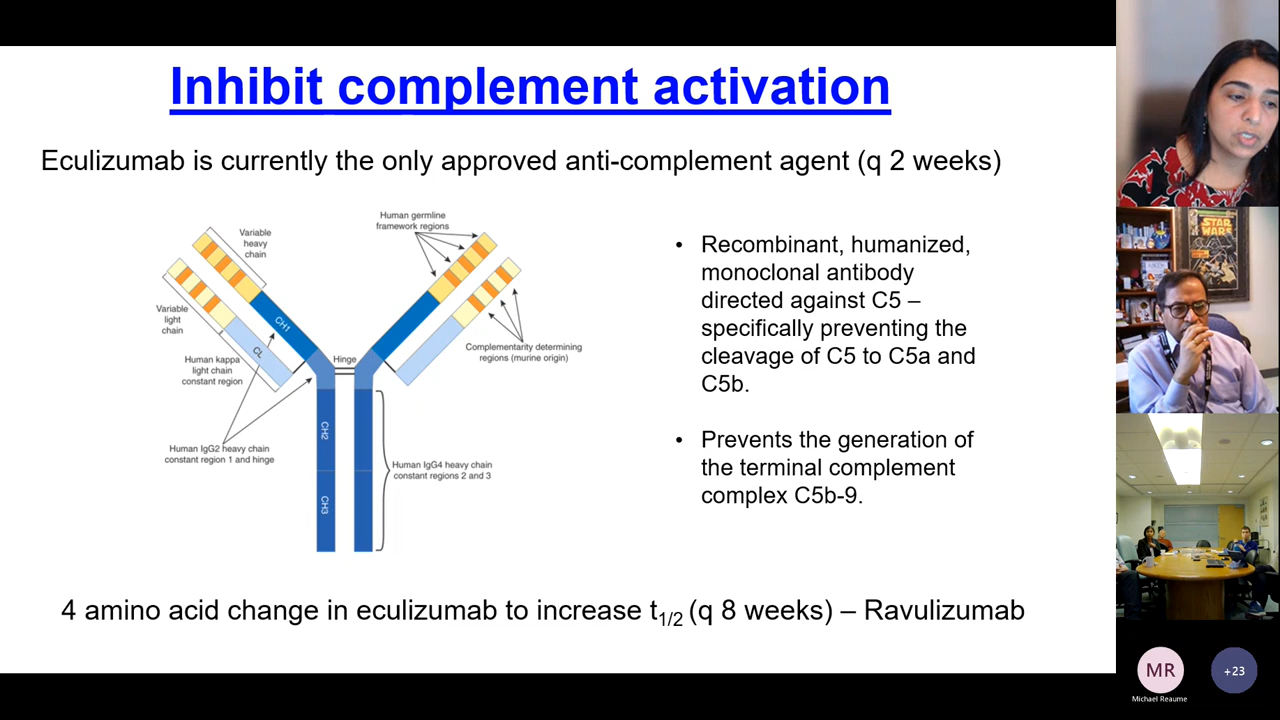 Inhibit complement activation
Eculizumab is currently the only approved anti-complement agent (q 2 weeks)
Variable
heavy
chain
Human germline
framework regions
Variable
light
chain
CH1
CL
Human kappa
light chain
constant region
Hinge
Complementarity determining
regions (murine origin)
Human IgG2 heavy chain
constant region 1 and hinge
CH2
CH3
Human IgG4 heavy chain
constant regions 2 and 3
• Recombinant, humanized,
monoclonal antibody
directed against C5 –
specifically preventing the
cleavage of C5 to C5a and
C5b.
• Prevents the generation of
the terminal complement
complex C5b-9.
4 amino acid change in eculizumab to increase t1/2 (q 8 weeks) – Ravulizumab
STAR
WARS
MR
Michael Reaume
+23